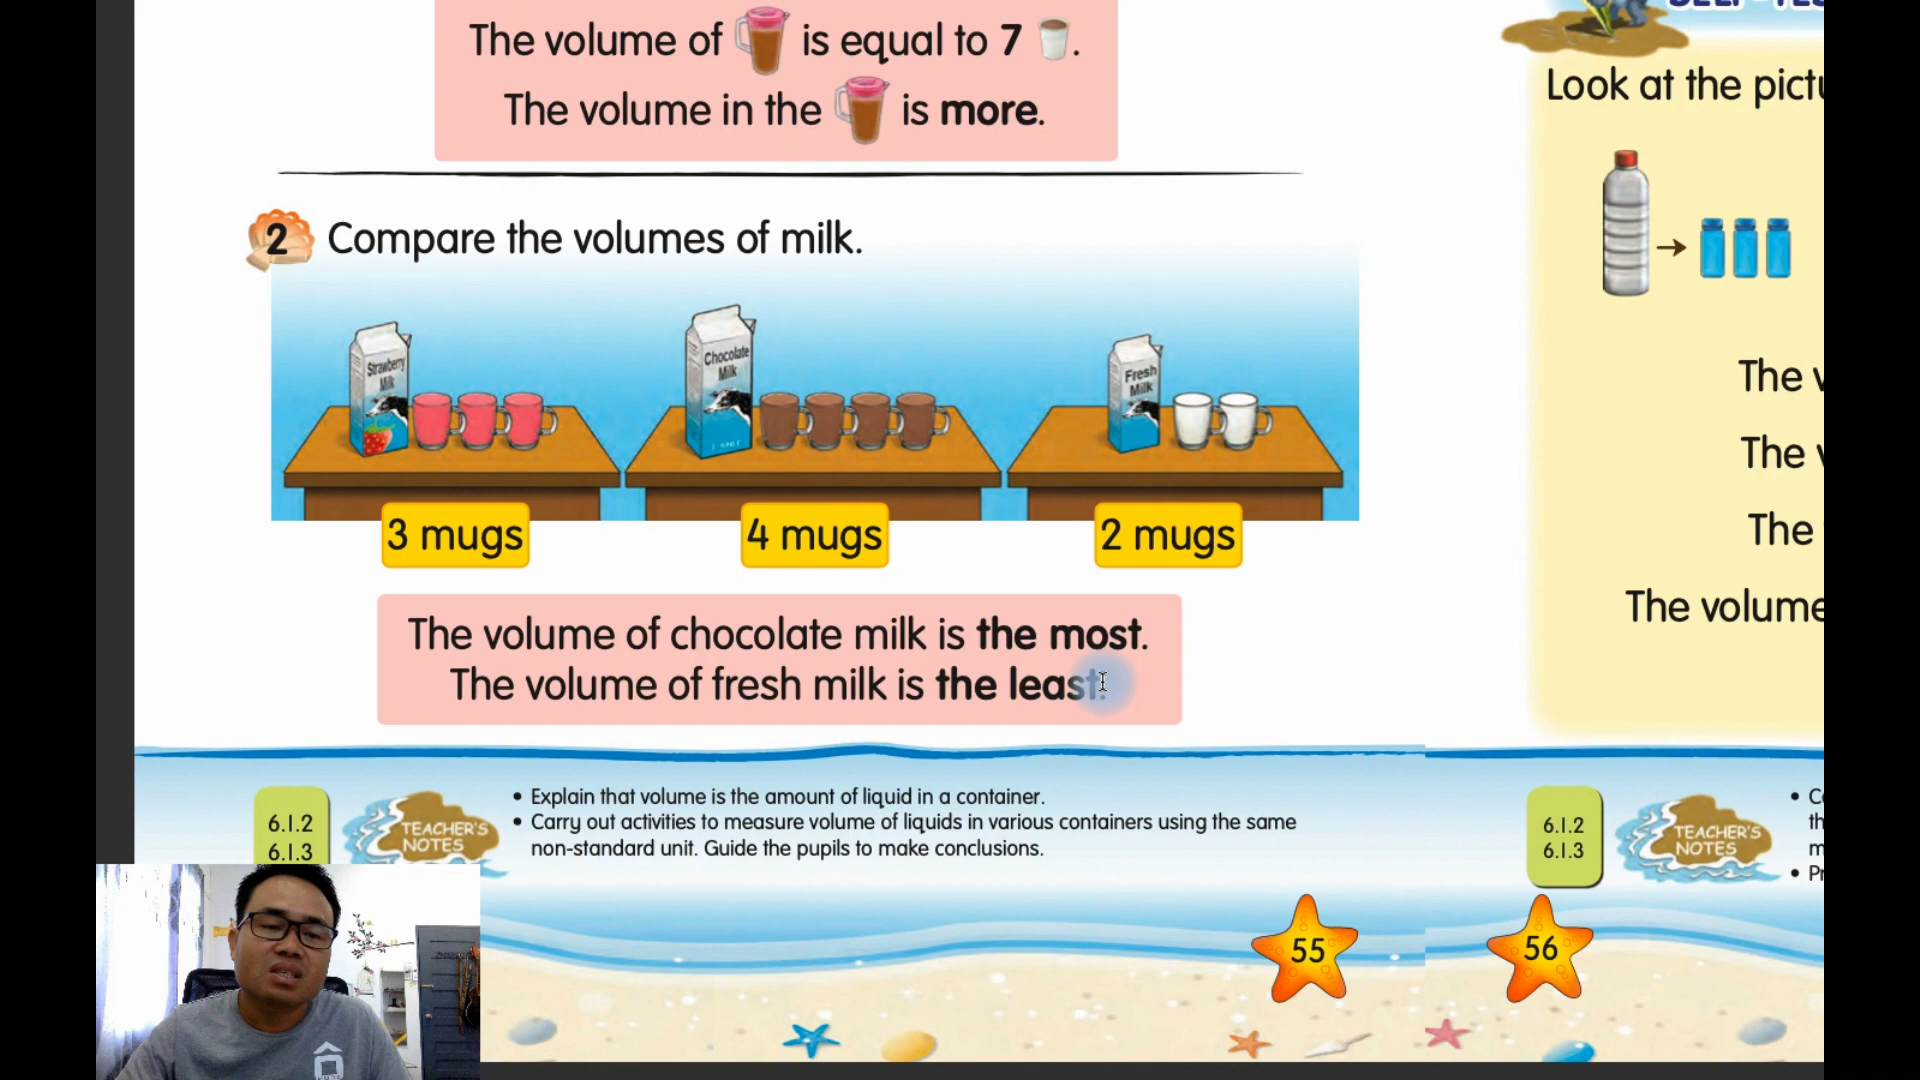 The volume of is equal to 7 .
The volume in the is more.
2 Compare the volumes of milk.
Strawberry
Milk
Chocolate
Milk
Fresh
Milk
3 mugs
4 mugs
2 mugs
The volume of chocolate milk is the most.
The volume of fresh milk is the least.
6.1.2
6.1.3
TEACHER'S
NOTES
• Explain that volume is the amount of liquid in a container.
• Carry out activities to measure volume of liquids in various containers using the same
non-standard unit. Guide the pupils to make conclusions.
55
Look at the
The
The
The
The volume
6.1.2
6.1.3
TEACHER'S
NOTES
56